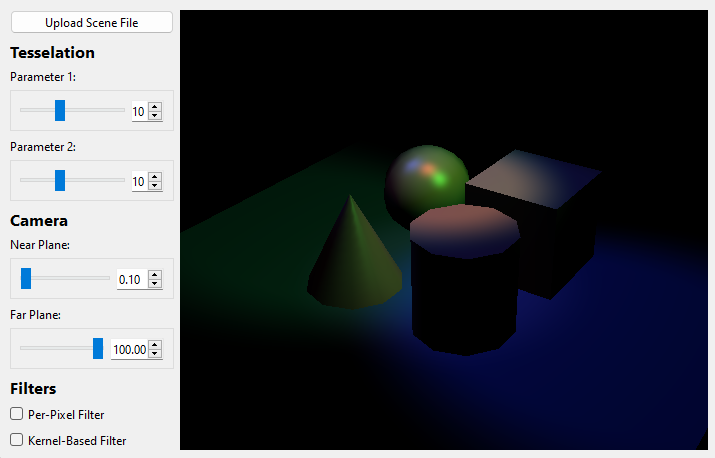 Upload Scene File
Tesselation
Parameter 1:
10
Parameter 2:
10
Camera
Near Plane:
0.10
Far Plane:
100.00
Filters
Per-Pixel Filter
Kernel-Based Filter